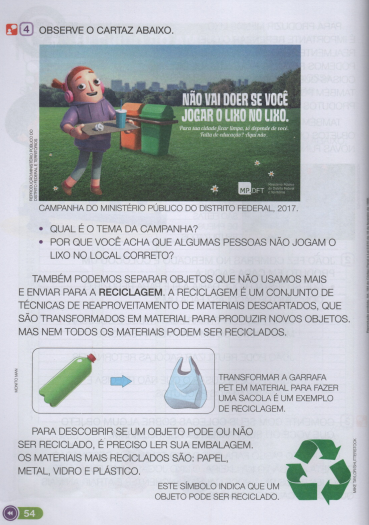 4 OBSERVE O CARTAZ ABAIXO.
NÃO VAI DOER SE VOCÊ
JOGAR O LIXO NO LIXO.
Para sua cidade ficar limpa, só depende de você.
Falta de educação? Aqui não.
MPDFT
CAMPANHA DO MINISTÉRIO PÚBLICO DO DISTRITO FEDERAL, 2017.
• QUAL É O TEMA DA CAMPANHA?
• POR QUE VOCÊ ACHA QUE ALGUMAS PESSOAS NÃO JOGAM O
LIXO NO LOCAL CORRETO?
TAMBÉM PODEMOS SEPARAR OBJETOS QUE NÃO USAMOS MAIS
E ENVIAR PARA A RECICLAGEM. A RECICLAGEM É UM CONJUNTO DE
TÉCNICAS DE REAPROVEITAMENTO DE MATERIAIS DESCARTADOS, QUE
SÃO TRANSFORMADOS EM MATERIAL PARA PRODUZIR NOVOS OBJETOS.
MAS NEM TODOS OS MATERIAIS PODEM SER RECICLADOS.
TRANSFORMAR A GARRAFA
PET EM MATERIAL PARA FAZER
UMA SACOLA É UM EXEMPLO
DE RECICLAGEM.
PARA DESCOBRIR SE UM OBJETO PODE OU NÃO
SER RECICLADO, É PRECISO LER SUA EMBALAGEM.
OS MATERIAIS MAIS RECICLADOS SÃO: PAPEL,
METAL, VIDRO E PLÁSTICO.
ESTE SÍMBOLO INDICA QUE UM
OBJETO PODE SER RECICLADO.
54